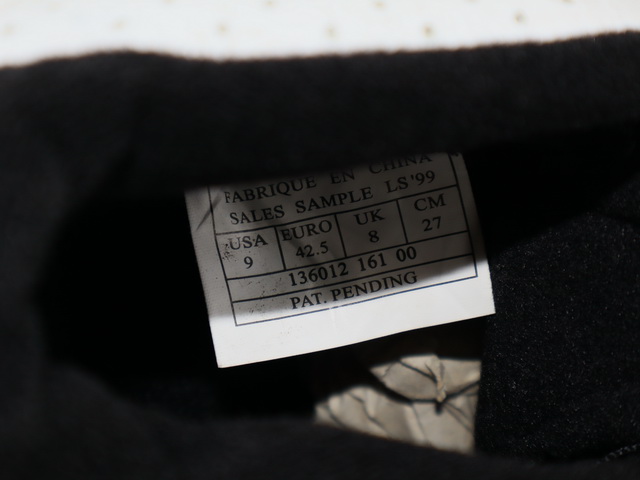 FABRIQUE EN CHINA
SALES SAMPLE LS'99
USA EURO UK CM
9 42.5 8 27
136012 161 00
PAT. PENDING